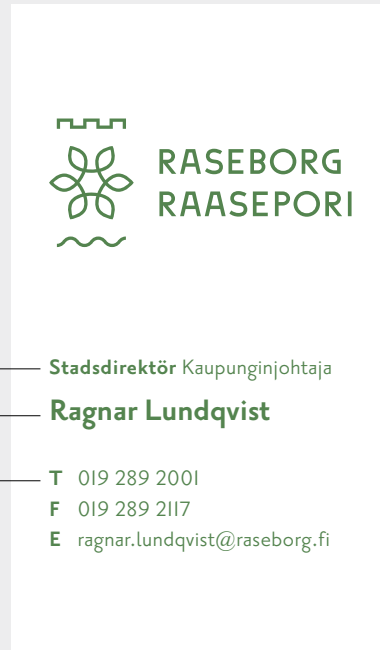 RASEBORG
RAASEPORI
Stadsdirektör Kaupunginjohtaja
Ragnar Lundqvist
T 019 289 2001
F 019 289 2117
E ragnar.lundqvist@raseborg.fi